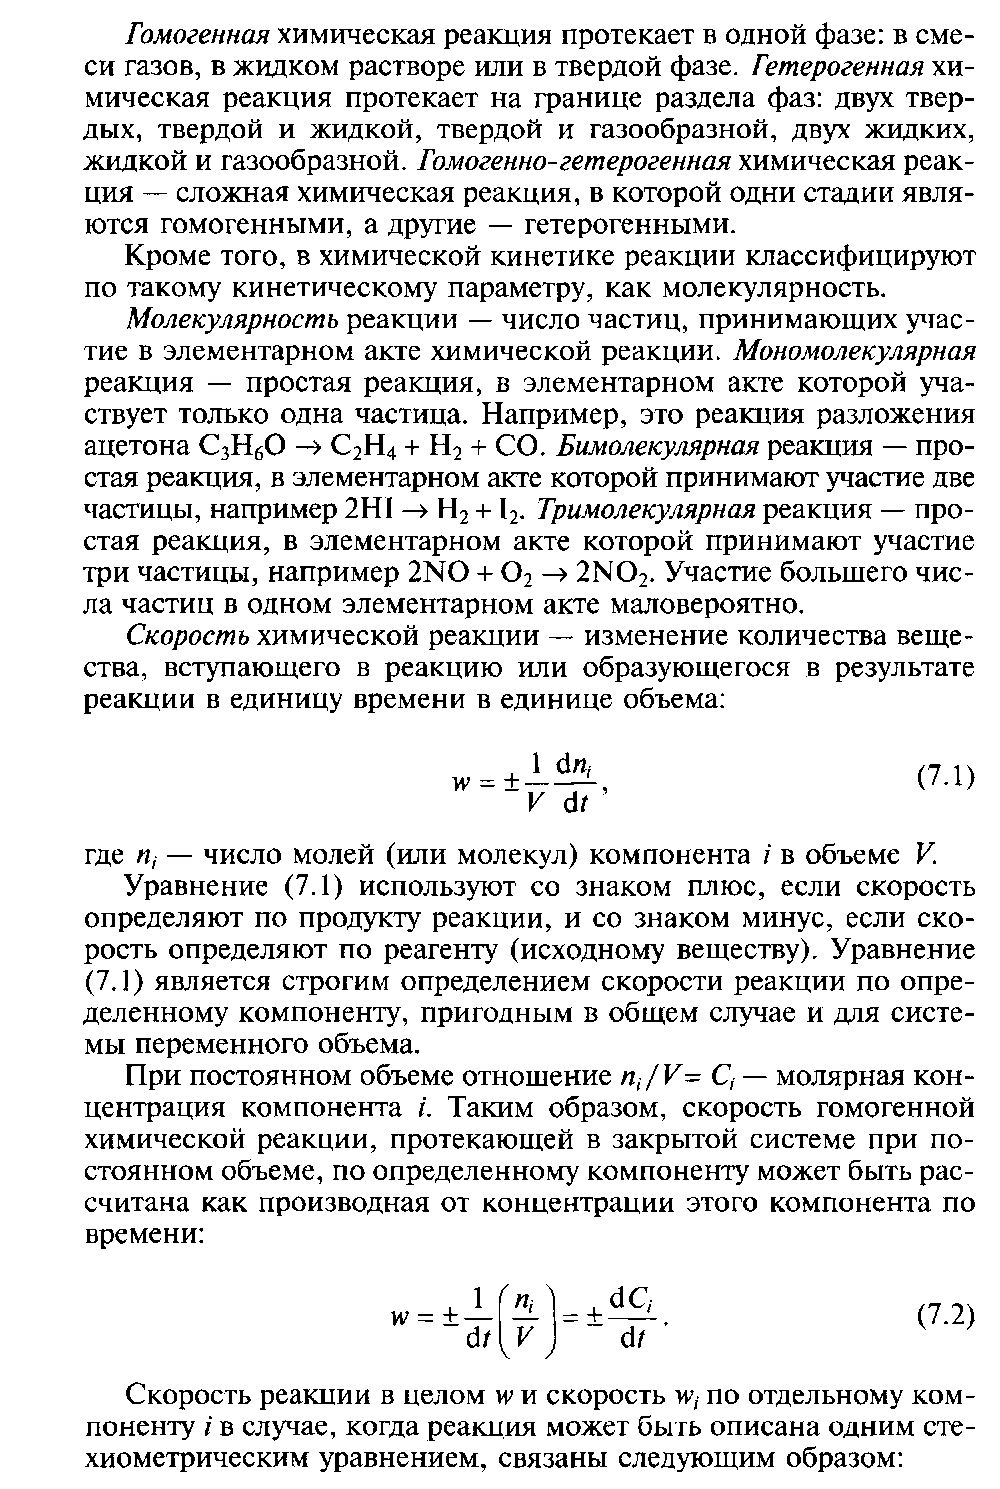 Гомогенная химическая реакция протекает в одной фазе: в сме-
си газов, в жидком растворе или в твердой фазе. Гетерогенная хи-
мическая реакция протекает на границе раздела фаз: двух твер-
дых, твердой и жидкой, твердой и газообразной, двух жидких,
жидкой и газообразной. Гомогенно-гетерогенная химическая реак-
ция — сложная химическая реакция, в которой одни стадии явля-
ются гомогенными, а другие — гетерогенными.
Кроме того, в химической кинетике реакции классифицируют
по такому кинетическому параметру, как молекулярность.
Молекулярность реакции — число частиц, принимающих учас-
тие в элементарном акте химической реакции. Мономолекулярная
реакция — простая реакция, в элементарном акте которой уча-
ствует только одна частица. Например, это реакция разложения
ацетона C₃H₆O → C₂H₄ + H₂ + CO. Бимолекулярная реакция — про-
стая реакция, в элементарном акте которой принимают участие две
частицы, например 2HI → H₂ + I₂. Тримолекулярная реакция — про-
стая реакция, в элементарном акте которой принимают участие
три частицы, например 2NO + O₂ → 2NO₂. Участие большего чис-
ла частиц в одном элементарном акте маловероятно.
Скорость химической реакции — изменение количества веще-
ства, вступающего в реакцию или образующегося в результате
реакции в единицу времени в единице объема:
w = ± 1/V dnᵢ/dt, (7.1)
где nᵢ — число молей (или молекул) компонента i в объеме V.
Уравнение (7.1) используют со знаком плюс, если скорость
определяют по продукту реакции, и со знаком минус, если ско-
рость определяют по реагенту (исходному веществу). Уравнение
(7.1) является строгим определением скорости реакции по опре-
деленному компоненту, пригодным в общем случае и для систе-
мы переменного объема.
При постоянном объеме отношение nᵢ/V = Cᵢ — молярная кон-
центрация компонента i. Таким образом, скорость гомогенной
химической реакции, протекающей в закрытой системе при по-
стоянном объеме, по определенному компоненту может быть рас-
считана как производная от концентрации этого компонента по
времени:
w = ± 1/dt (nᵢ/V) = ± dCᵢ/dt. (7.2)
Скорость реакции в целом w и скорость wᵢ по отдельному ком-
поненту i в случае, когда реакция может быть описана одним сте-
хиометрическим уравнением, связаны следующим образом: